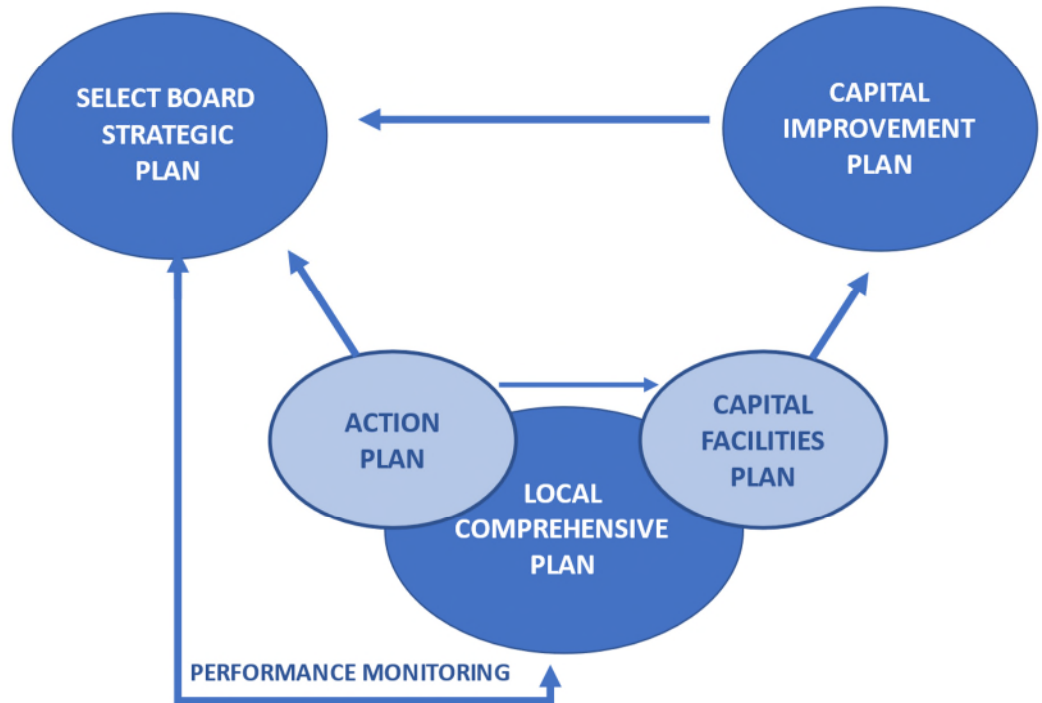 SELECT BOARD
STRATEGIC
PLAN
CAPITAL
IMPROVEMENT
PLAN
ACTION
PLAN
CAPITAL
FACILITIES
PLAN
LOCAL
COMPREHENSIVE
PLAN
PERFORMANCE MONITORING